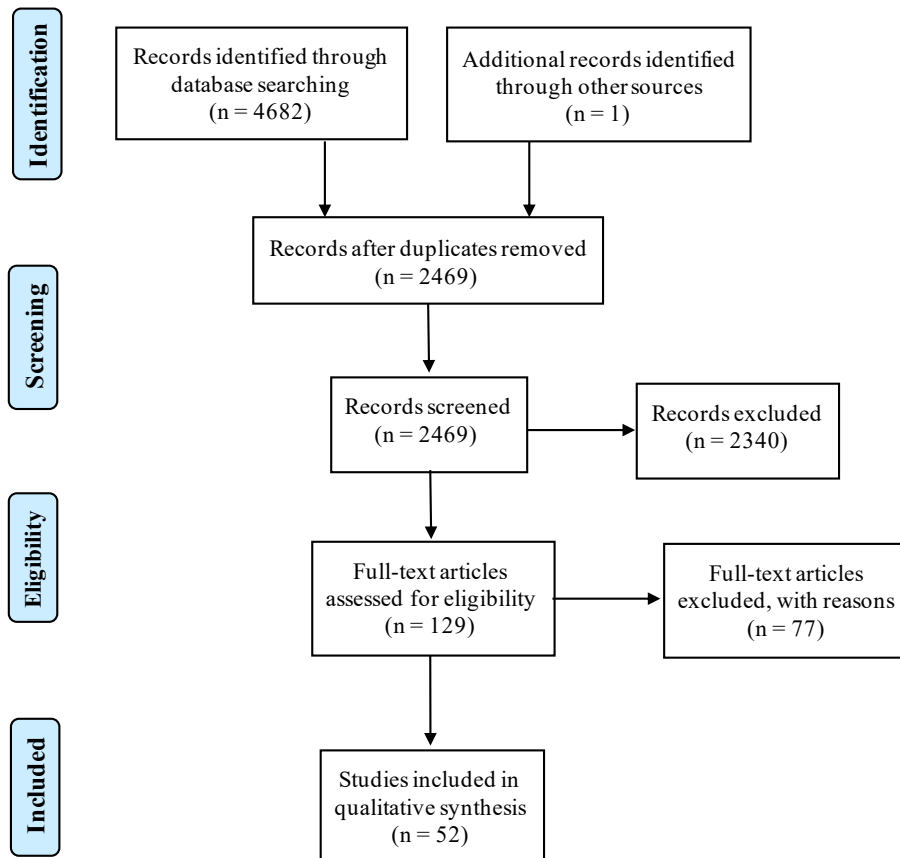 Identification
Records identified through
database searching
(n = 4682)
Additional records identified
through other sources
(n = 1)
Records after duplicates removed
(n = 2469)
Screening
Records screened
(n = 2469)
Records excluded
(n = 2340)
Eligibility
Full-text articles
assessed for eligibility
(n = 129)
Full-text articles
excluded, with reasons
(n = 77)
Included
Studies included in
qualitative synthesis
(n = 52)